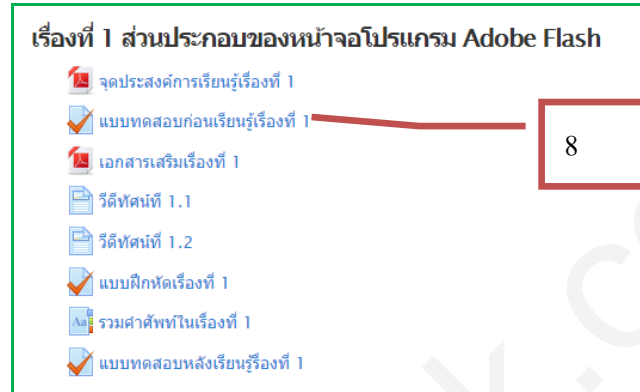 เรื่องที่ 1 ส่วนประกอบของหน้าจอโปรแกรม Adobe Flash
จุดประสงค์การเรียนรู้เรื่องที่ 1
แบบทดสอบก่อนเรียนรู้เรื่องที่ 1
8
เอกสารเสริมเรื่องที่ 1
วีดีทัศน์ที่ 1.1
วีดีทัศน์ที่ 1.2
แบบฝึกหัดเรื่องที่ 1
รวมคำศัพท์ในเรื่องที่ 1
แบบทดสอบหลังเรียนรู้รื่องที่ 1